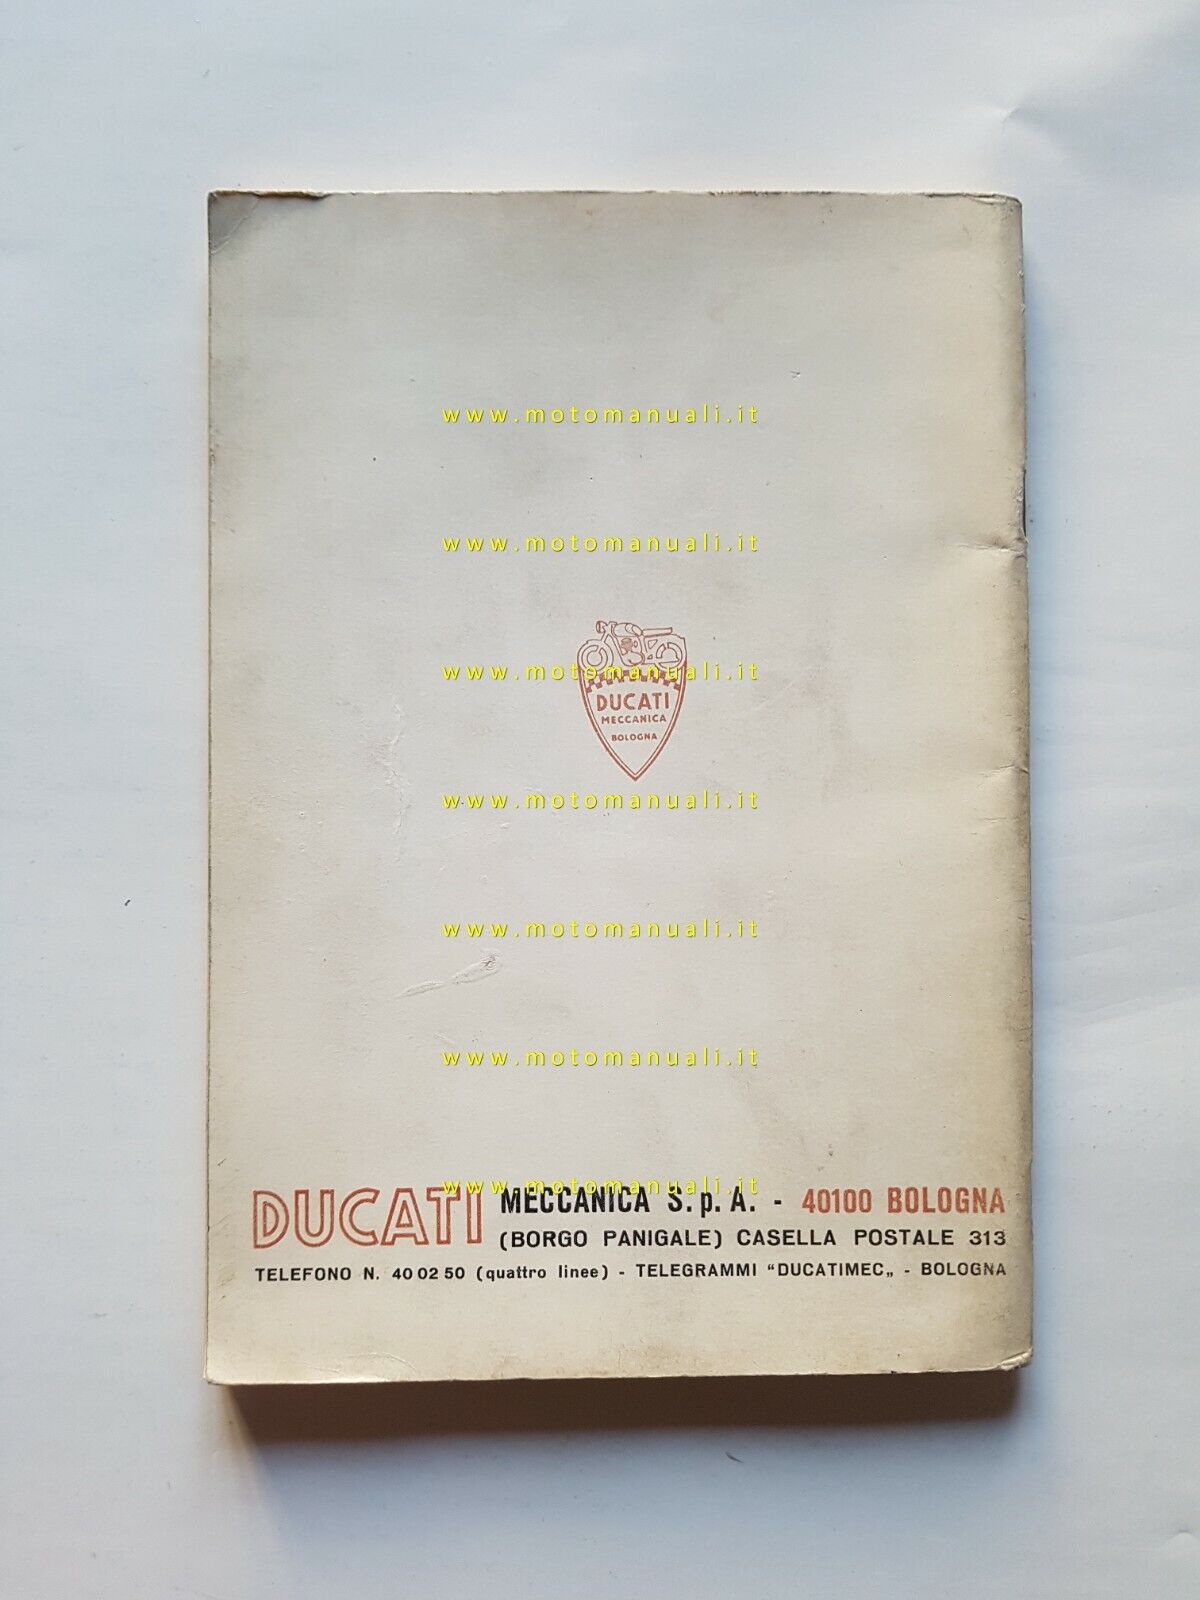 www.motomanuali.it
www.motomanuali.it
www.motomanuali.it
DUCATI
MECCANICA
BOLOGNA
www.motomanuali.it
www.motomanuali.it
www.motomanuali.it
www.motomanuali.it
DUCATI MECCANICA S.p.A. - 40100 BOLOGNA
(BORGO PANIGALE) CASELLA POSTALE 313
TELEFONO N. 40 02 50 (quattro linee) - TELEGRAMMI "DUCATIMEC„ - BOLOGNA